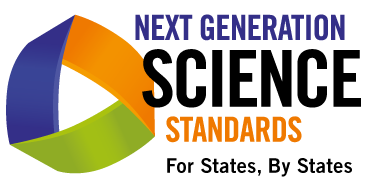 NEXT GENERATION
SCIENCE
STANDARDS
For States, By States